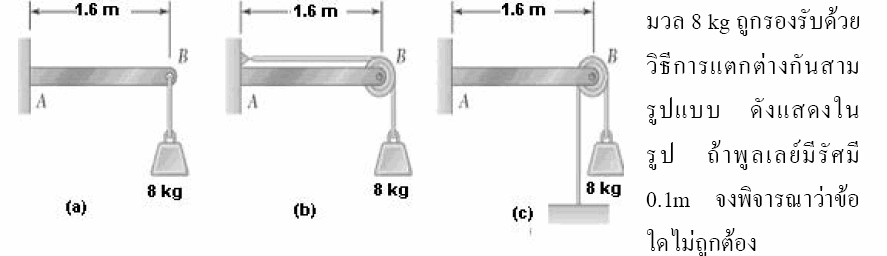 1.6 m
1.6 m
1.6 m
B
B
B
A
A
A
8 kg
8 kg
8 kg
(a)
(b)
(c)
มวล 8 kg ถูกรองรับด้วย
วิธีการแตกต่างกันสาม
รูปแบบ ดังแสดงใน
รูป ถ้าพูลเลย์มีรัศมี
0.1m จงพิจารณาว่าข้อ
ใดไม่ถูกต้อง